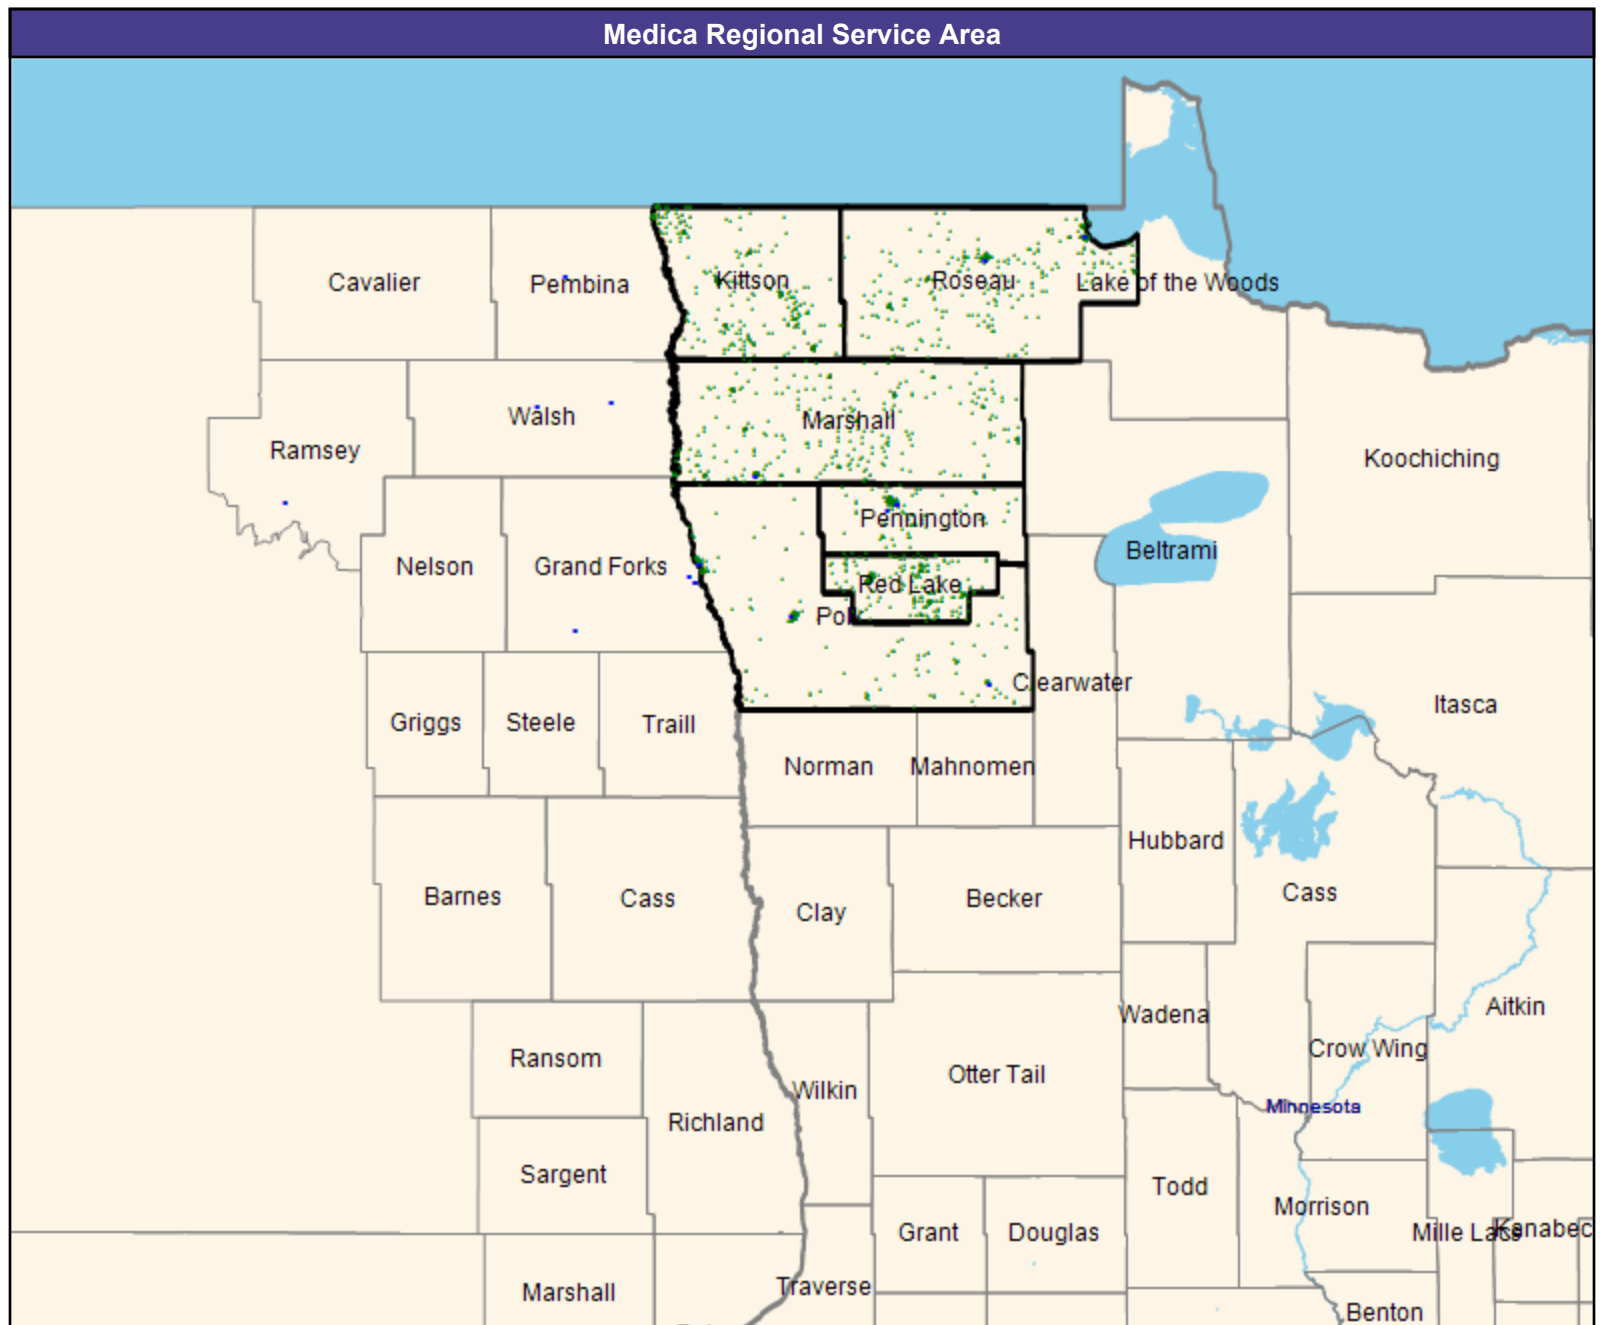 Medica Regional Service Area
Cavalier
Pembina
Kittson
Roseau
Lake of the Woods
Ramsey
Walsh
Marshall
Koochiching
Nelson
Grand Forks
Pennington
Red Lake
Polk
Beltrami
Clearwater
Griggs
Steele
Traill
Itasca
Norman
Mahnomen
Hubbard
Barnes
Cass
Clay
Becker
Cass
Wadena
Aitkin
Ransom
Wilkin
Otter Tail
Crow Wing
Richland
Minnesota
Sargent
Todd
Morrison
Grant
Douglas
Mille Lacs
Kanabec
Marshall
Traverse
Benton